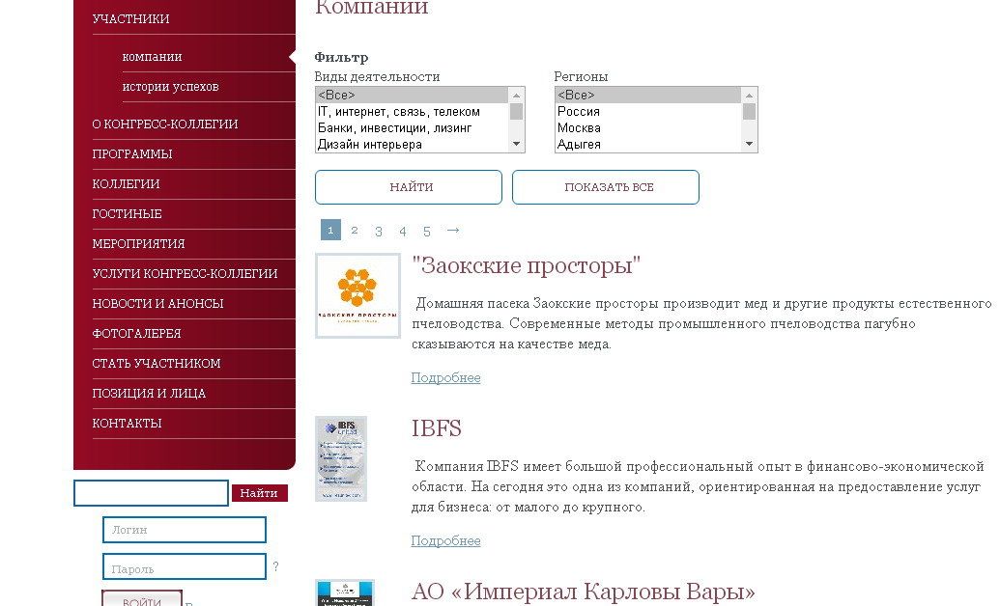 УЧАСТНИКИ
компании
истории успехов
О КОНГРЕСС-КОЛЛЕГИИ
ПРОГРАММЫ
КОЛЛЕГИИ
ГОСТИНЫЕ
МЕРОПРИЯТИЯ
УСЛУГИ КОНГРЕСС-КОЛЛЕГИИ
НОВОСТИ И АНОНСЫ
ФОТОГАЛЕРЕЯ
СТАТЬ УЧАСТНИКОМ
ПОЗИЦИЯ И ЛИЦА
КОНТАКТЫ
Найти
Логин
Пароль ?
ВОЙТИ
Компании
Фильтр
Виды деятельности
<Все>
IT, интернет, связь, телеком
Банки, инвестиции, лизинг
Дизайн интерьера
Регионы
<Все>
Россия
Москва
Адыгея
НАЙТИ ПОКАЗАТЬ ВСЕ
1 2 3 4 5 →
ЗАОКСКИЕ ПРОСТОРЫ
"Заокские просторы"
Домашняя пасека Заокские просторы производит мед и другие продукты естественного
пчеловодства. Современные методы промышленного пчеловодства пагубно
сказываются на качестве меда.
Подробнее
IBFS
united
IBFS
Компания IBFS имеет большой профессиональный опыт в финансово-экономической
области. На сегодня это одна из компаний, ориентированная на предоставление услуг
для бизнеса: от малого до крупного.
Подробнее
АО «Империал Карловы Вары»